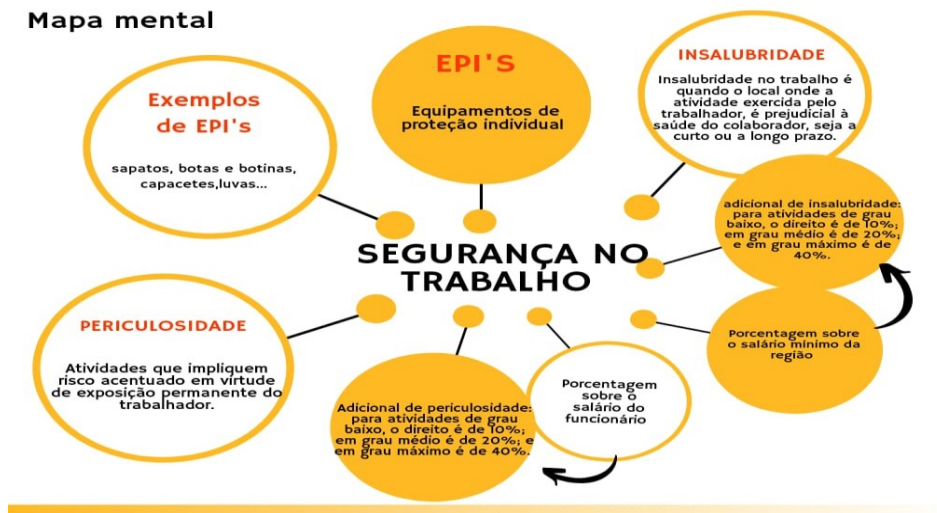 Mapa mental
Exemplos
de EPI's
sapatos, botas e botinas,
capacetes,luvas...
EPI'S
Equipamentos de
proteção individual
INSALUBRIDADE
Insalubridade no trabalho é
quando o local onde a
atividade exercida pelo
trabalhador, é prejudicial à
saúde do colaborador, seja a
curto ou a longo prazo.
adicional de insalubridade:
para atividades de grau
baixo, o direito é de 10%;
em grau médio é de 20%;
e em grau máximo é de
40%.
SEGURANÇA NO
TRABALHO
PERICULOSIDADE
Atividades que impliquem
risco acentuado em virtude
de exposição permanente do
trabalhador.
Adicional de periculosidade:
para atividades de grau
baixo, o direito é de 10%;
em grau médio é de 20%; e
em grau máximo é de 40%.
Porcentagem
sobre o
salário do
funcionário
Porcentagem sobre
o salário mínimo da
região